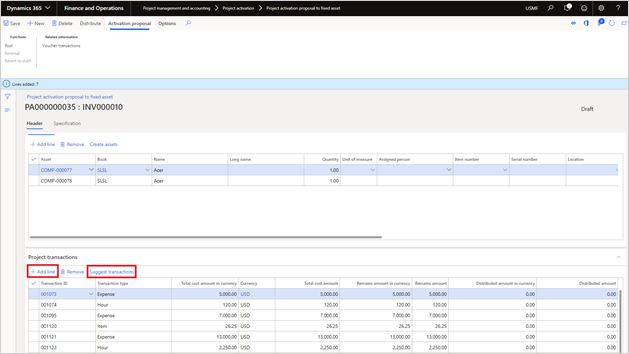 Dynamics 365 Finance and Operations Project management and accounting > Project activation > Project activation proposal to fixed asset USMF ?
Save + New Delete Distribute Activation proposal Options
Functions Related information
Post Voucher transactions
Reversal
Revert to draft
Lines added: 7
Project activation proposal to fixed asset
PA000000035 : INV000010 Draft
Header Specification
+ Add line Remove Create assets
Asset Book Name Long name Quantity Unit of measure Assigned person Item number Serial number Location
COMP-000077 SLSL Acer 1.00
COMP-000078 SLSL Acer 1.00
Project transactions
+ Add line Remove Suggest transactions
Transaction ID Transaction type Total cost amount in currency Currency Total cost amount Remains amount in currency Remains amount Distributed amount in currency Distributed amount
001073 Expense 5,000.00 USD 5,000.00 5,000.00 5,000.00 0.00 0.00
001074 Hour 120.00 USD 120.00 120.00 120.00 0.00 0.00
001095 Expense 7,000.00 USD 7,000.00 7,000.00 7,000.00 0.00 0.00
001120 Item 26.25 USD 26.25 26.25 26.25 0.00 0.00
001121 Expense 13,000.00 USD 13,000.00 13,000.00 13,000.00 0.00 0.00
001122 Hour 2,250.00 USD 2,250.00 2,250.00 2,250.00 0.00 0.00